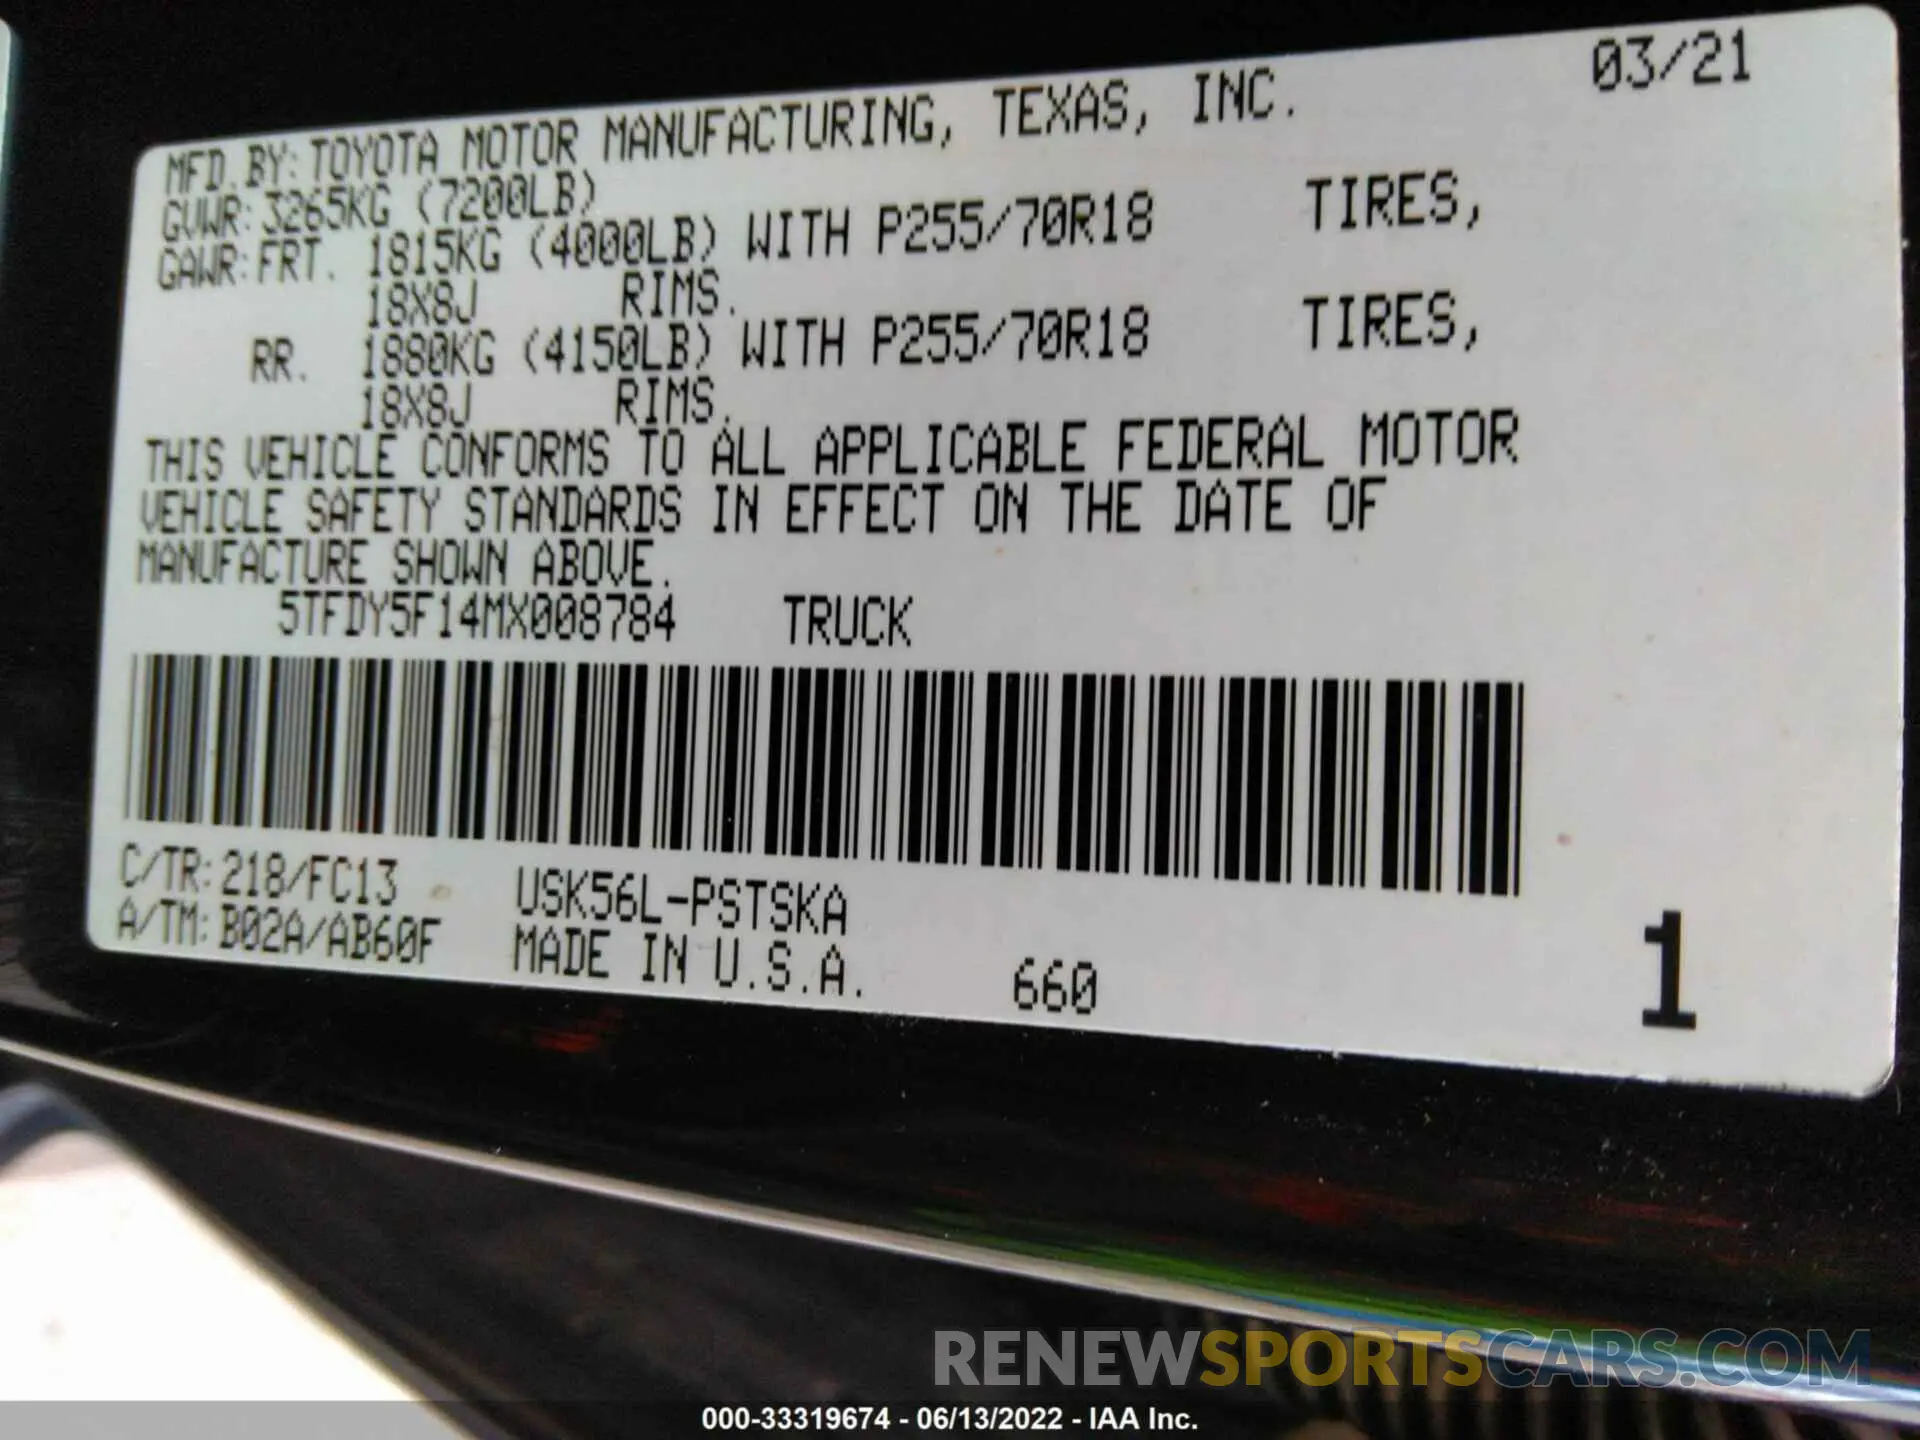 03/21
MFD. BY: TOYOTA MOTOR MANUFACTURING, TEXAS, INC.
GVWR: 3265KG (7200LB)
GAWR: FRT. 1815KG (4000LB) WITH P255/70R18 TIRES,
18X8J RIMS.
RR. 1880KG (4150LB) WITH P255/70R18 TIRES,
18X8J RIMS.
THIS VEHICLE CONFORMS TO ALL APPLICABLE FEDERAL MOTOR
VEHICLE SAFETY STANDARDS IN EFFECT ON THE DATE OF
MANUFACTURE SHOWN ABOVE.
5TFDY5F14MX008784 TRUCK
C/TR: 218/FC13 USK56L-PSTSKA
A/TM: B02A/AB60F MADE IN U.S.A. 660
1
RENEWSPORTSCARS.COM
000-33319674 - 06/13/2022 - IAA Inc.